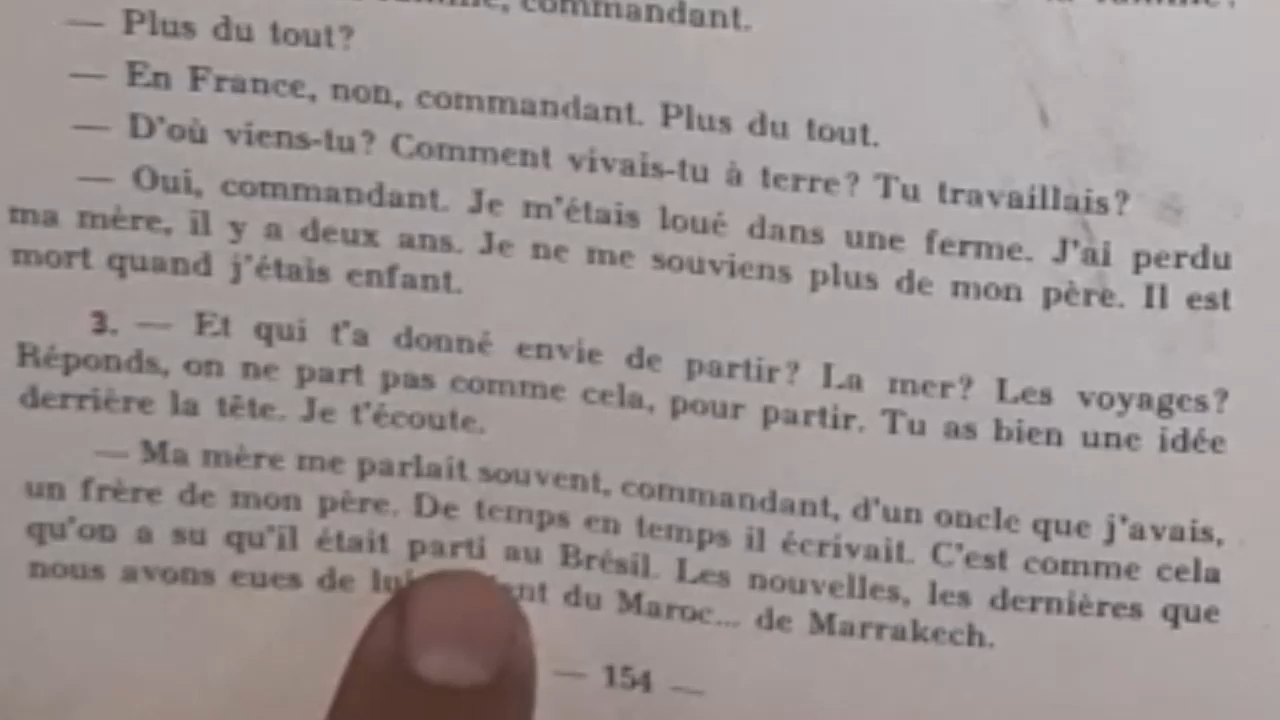 commandant.
— Plus du tout?
— En France, non, commandant. Plus du tout.
— D'où viens-tu? Comment vivais-tu à terre? Tu travaillais?
— Oui, commandant. Je m'étais loué dans une ferme. J'ai perdu
ma mère, il y a deux ans. Je ne me souviens plus de mon père. Il est
mort quand j'étais enfant.
3. — Et qui t'a donné envie de partir? La mer? Les voyages?
Réponds, on ne part pas comme cela, pour partir. Tu as bien une idée
derrière la tête. Je t'écoute.
— Ma mère me parlait souvent, commandant, d'un oncle que j'avais,
un frère de mon père. De temps en temps il écrivait. C'est comme cela
qu'on a su qu'il était parti au Brésil. Les nouvelles, les dernières que
nous avons eues de du Maroc... de Marrakech.
— 154 —